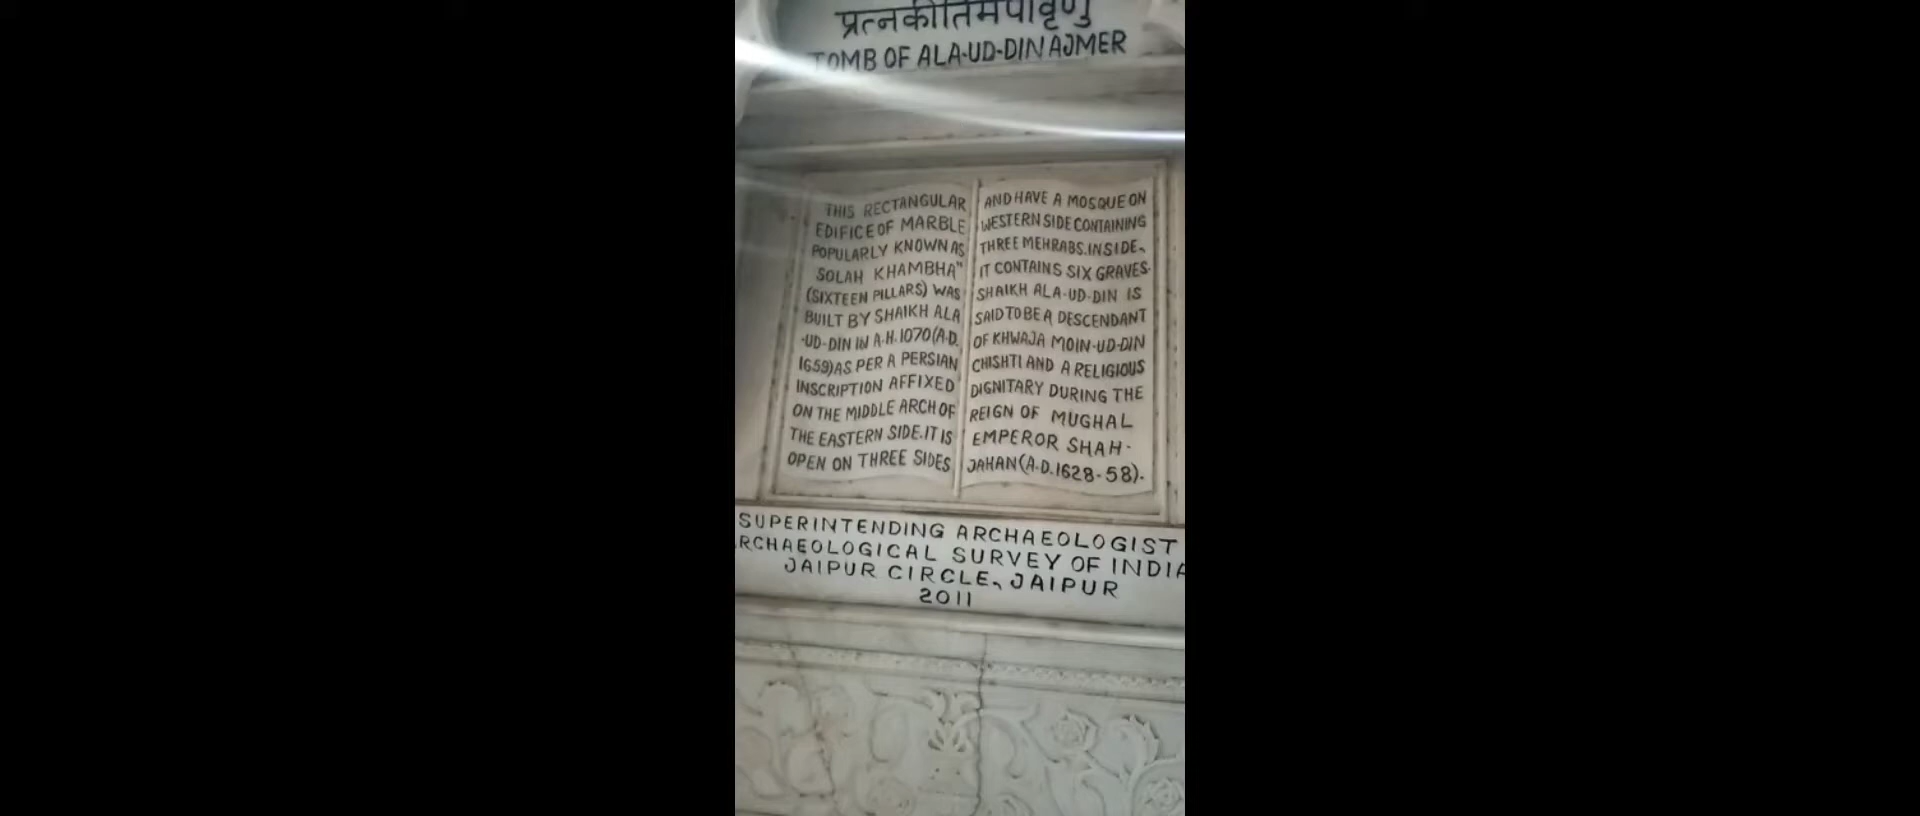 प्रत्नकीर्तिमपावृणु
TOMB OF ALA-UD-DIN AJMER
THIS RECTANGULAR
EDIFICE OF MARBLE
POPULARLY KNOWN AS
SOLAH KHAMBHA"
(SIXTEEN PILLARS) WAS
BUILT BY SHAIKH ALA
-UD-DIN IN A.H.1070(A.D.
1659)AS PER A PERSIAN
INSCRIPTION AFFIXED
ON THE MIDDLE ARCH OF
THE EASTERN SIDE.IT IS
OPEN ON THREE SIDES
AND HAVE A MOSQUE ON
WESTERN SIDE CONTAINING
THREE MEHRABS.INSIDE,
IT CONTAINS SIX GRAVES.
SHAIKH ALA-UD-DIN IS
SAID TO BE A DESCENDANT
OF KHWAJA MOIN-UD-DIN
CHISHTI AND A RELIGIOUS
DIGNITARY DURING THE
REIGN OF MUGHAL
EMPEROR SHAH-
JAHAN(A.D.1628-58).
SUPERINTENDING ARCHAEOLOGIST
RCHAEOLOGICAL SURVEY OF INDIA
JAIPUR CIRCLE, JAIPUR
2011